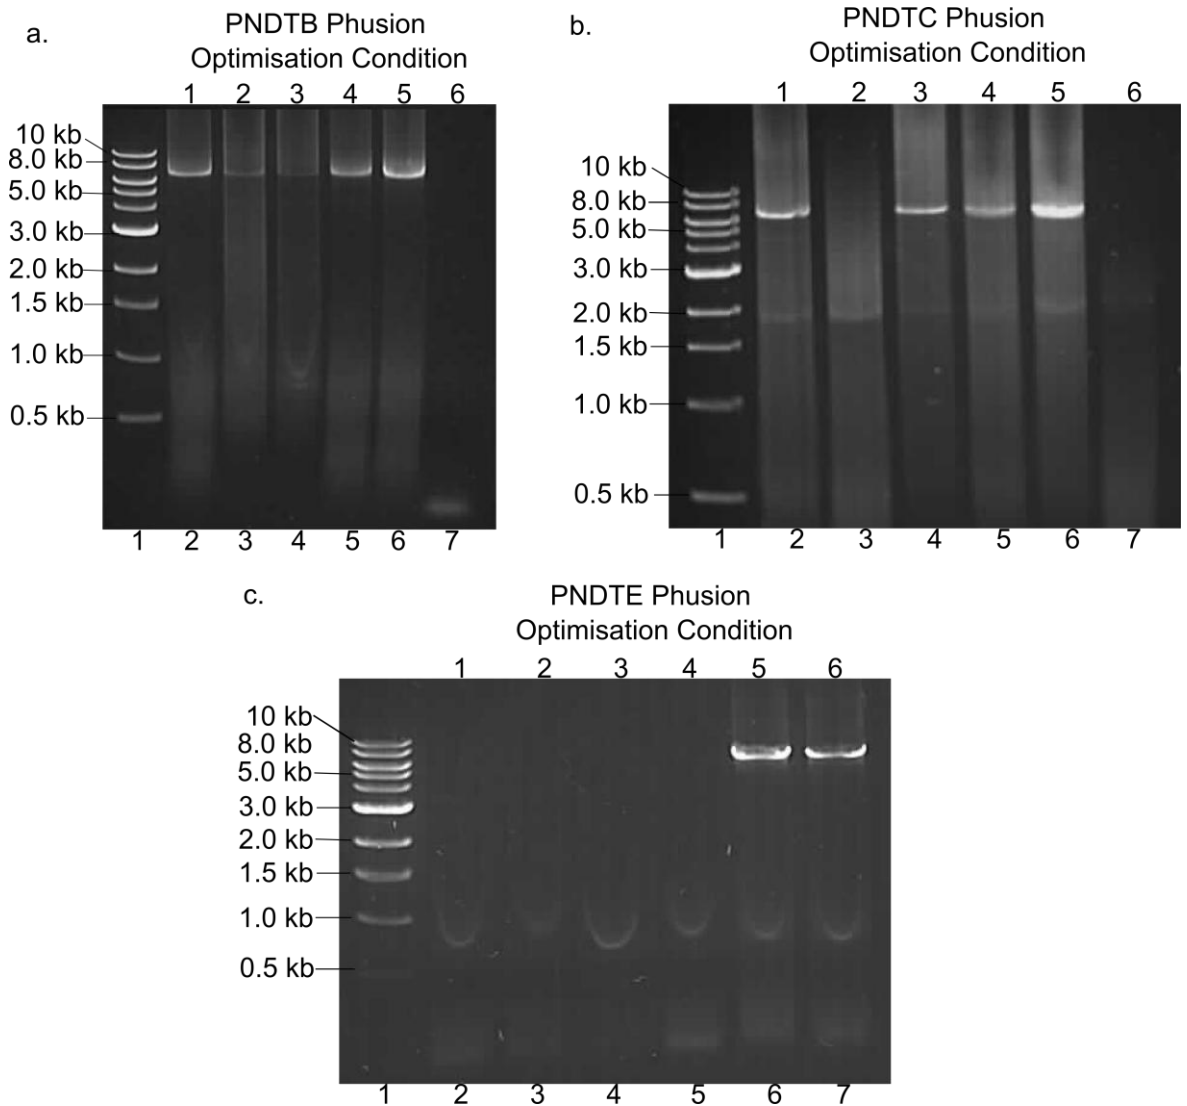 a.
PNDTB Phusion
Optimisation Condition
1 2 3 4 5 6
10 kb
8.0 kb
5.0 kb
3.0 kb
2.0 kb
1.5 kb
1.0 kb
0.5 kb
1 2 3 4 5 6 7
b.
PNDTC Phusion
Optimisation Condition
1 2 3 4 5 6
10 kb
8.0 kb
5.0 kb
3.0 kb
2.0 kb
1.5 kb
1.0 kb
0.5 kb
1 2 3 4 5 6 7
c.
PNDTE Phusion
Optimisation Condition
1 2 3 4 5 6
10 kb
8.0 kb
5.0 kb
3.0 kb
2.0 kb
1.5 kb
1.0 kb
0.5 kb
1 2 3 4 5 6 7